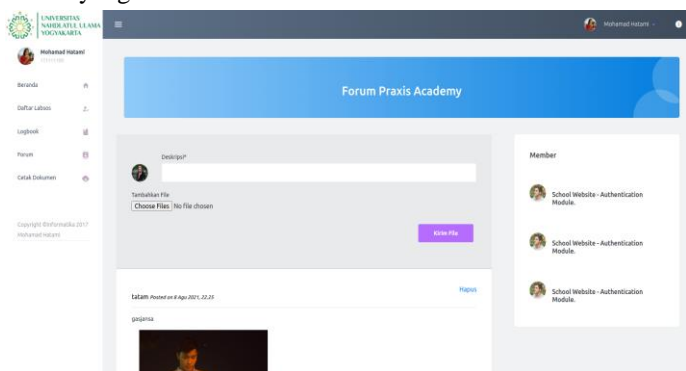 UNIVERSITAS
NAHDLATUL ULAMA
YOGYAKARTA
Mohamad Hatami
Mohamad Hatami
Beranda
Daftar Labsos
Logbook
Forum
Cetak Dokumen
Copyright ©Informatika 2017
Mohamad Hatami
Forum Praxis Academy
Deskripsi*
Tambahkan File
Choose Files No file chosen
Kirim File
tatam Posted on 8 Agu 2021, 22.25
Hapus
gasjansa
Member
School Website - Authentication
Module.
School Website - Authentication
Module.
School Website - Authentication
Module.